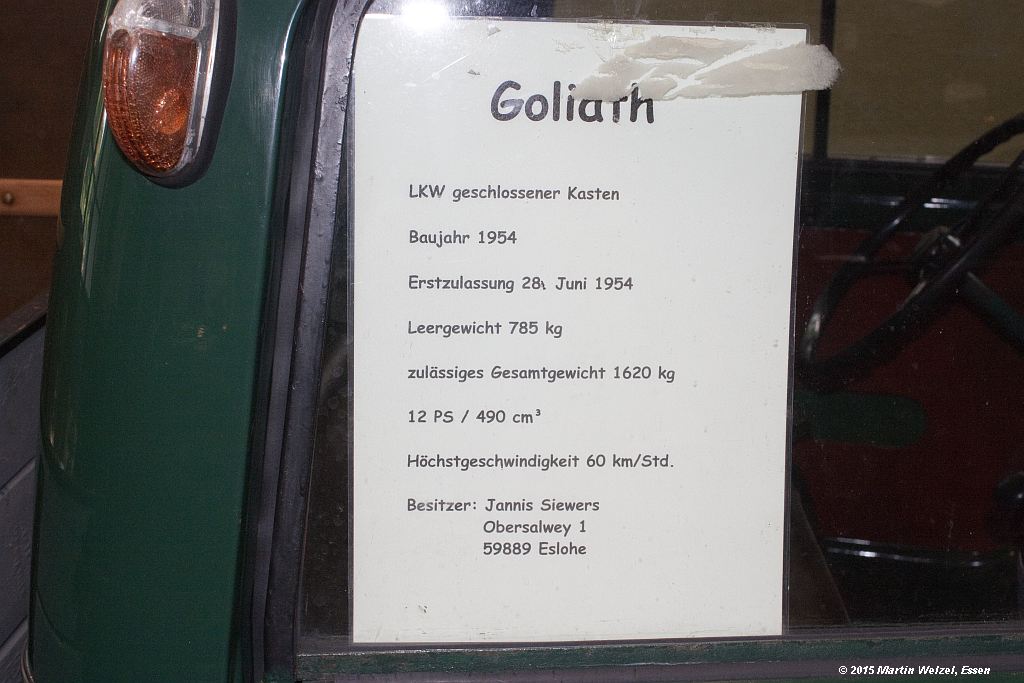 Goliath
LKW geschlossener Kasten
Baujahr 1954
Erstzulassung 28. Juni 1954
Leergewicht 785 kg
zulässiges Gesamtgewicht 1620 kg
12 PS / 490 cm³
Höchstgeschwindigkeit 60 km/Std.
Besitzer: Jannis Siewers
Obersalwey 1
59889 Eslohe
© 2015 Martin Welzel, Essen